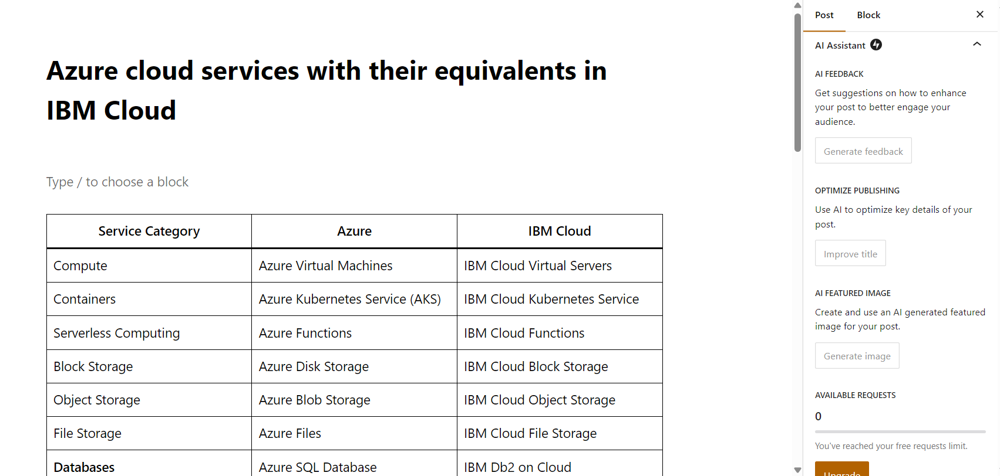 Azure cloud services with their equivalents in
IBM Cloud
Type / to choose a block
Service Category Azure IBM Cloud
Compute Azure Virtual Machines IBM Cloud Virtual Servers
Containers Azure Kubernetes Service (AKS) IBM Cloud Kubernetes Service
Serverless Computing Azure Functions IBM Cloud Functions
Block Storage Azure Disk Storage IBM Cloud Block Storage
Object Storage Azure Blob Storage IBM Cloud Object Storage
File Storage Azure Files IBM Cloud File Storage
Databases Azure SQL Database IBM Db2 on Cloud
Post Block
AI Assistant
AI FEEDBACK
Get suggestions on how to enhance
your post to better engage your
audience.
Generate feedback
OPTIMIZE PUBLISHING
Use AI to optimize key details of your
post.
Improve title
AI FEATURED IMAGE
Create and use an AI generated featured
image for your post.
Generate image
AVAILABLE REQUESTS
0
You've reached your free requests limit.
Upgrade